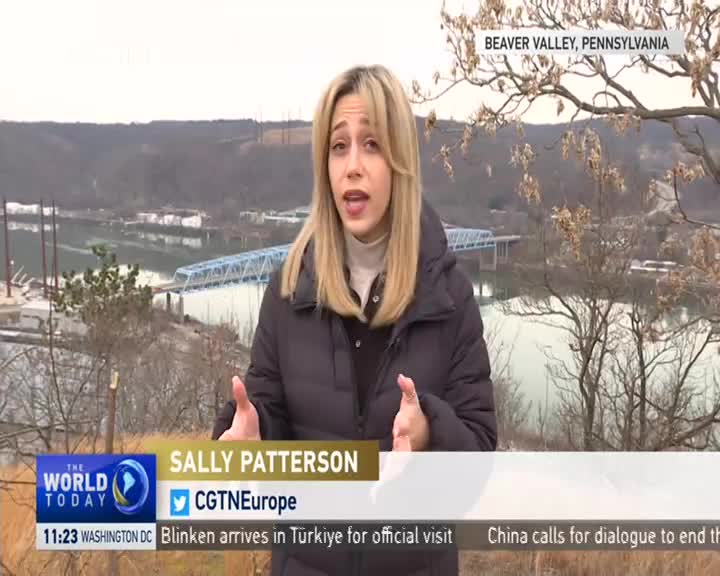 BEAVER VALLEY, PENNSYLVANIA
SALLY PATTERSON
THE
WORLD
TODAY
CGTNEurope
11:23 WASHINGTON DC
Blinken arrives in Türkiye for official visit China calls for dialogue to end th